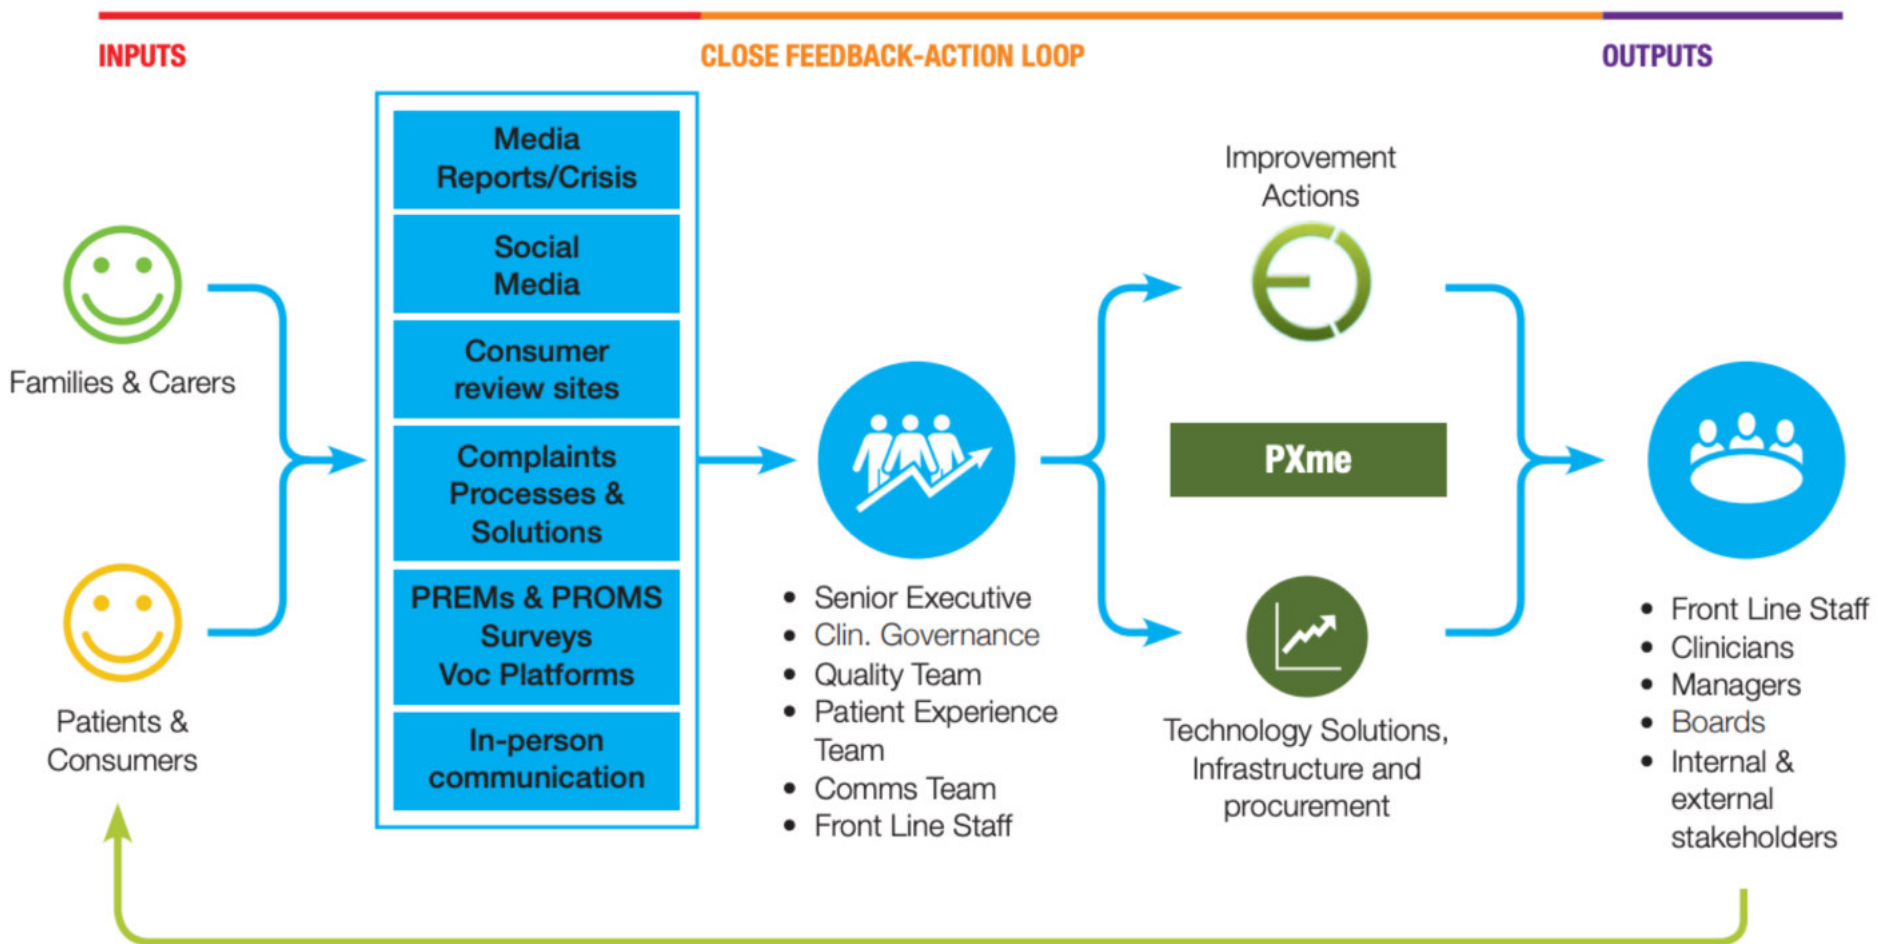 INPUTS
CLOSE FEEDBACK-ACTION LOOP
OUTPUTS
Families & Carers
Patients &
Consumers
Media
Reports/Crisis
Social
Media
Consumer
review sites
Complaints
Processes &
Solutions
PREMs & PROMS
Surveys
Voc Platforms
In-person
communication
• Senior Executive
• Clin. Governance
• Quality Team
• Patient Experience
Team
• Comms Team
• Front Line Staff
Improvement
Actions
PXme
Technology Solutions,
Infrastructure and
procurement
• Front Line Staff
• Clinicians
• Managers
• Boards
• Internal &
external
stakeholders